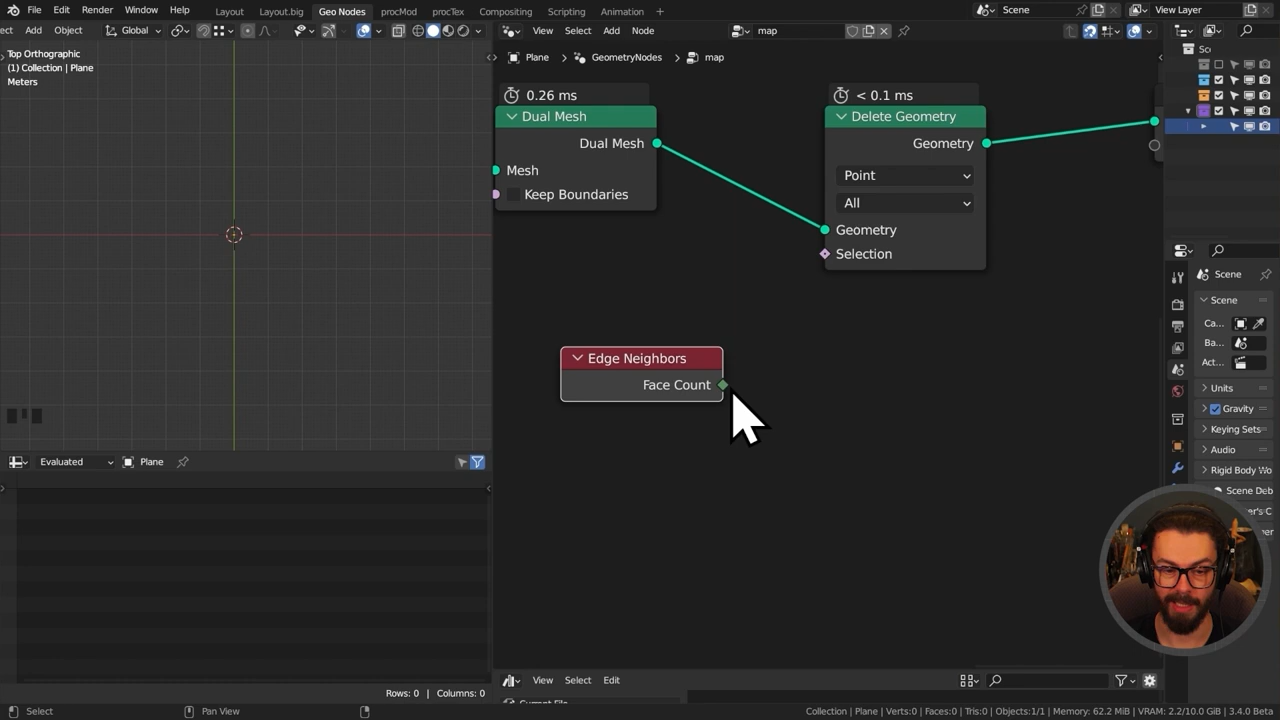 File Edit Render Window Help Layout Layout.big Geo Nodes procMod procTex Compositing Scripting Animation + Scene View Layer
ect Add Object Global View Select Add Node map
Top Orthographic
(1) Collection | Plane
Meters
Plane > GeometryNodes > map
0.26 ms
Dual Mesh
Dual Mesh
Mesh
Keep Boundaries
< 0.1 ms
Delete Geometry
Geometry
Point
All
Geometry
Selection
Edge Neighbors
Face Count
Evaluated Plane
Rows: 0 | Columns: 0
View Select Edit
Sc
Scene
Scene
Ca...
Ba...
Act...
Units
Gravity
Keying Sets
Audio
Rigid Body Wo
Scene Deb
Select Pan View Collection | Plane | Verts:0 | Faces:0 | Tris:0 | Objects:1/1 | Memory: 62.2 MiB | VRAM: 2.2/10.0 GiB | 3.4.0 Beta